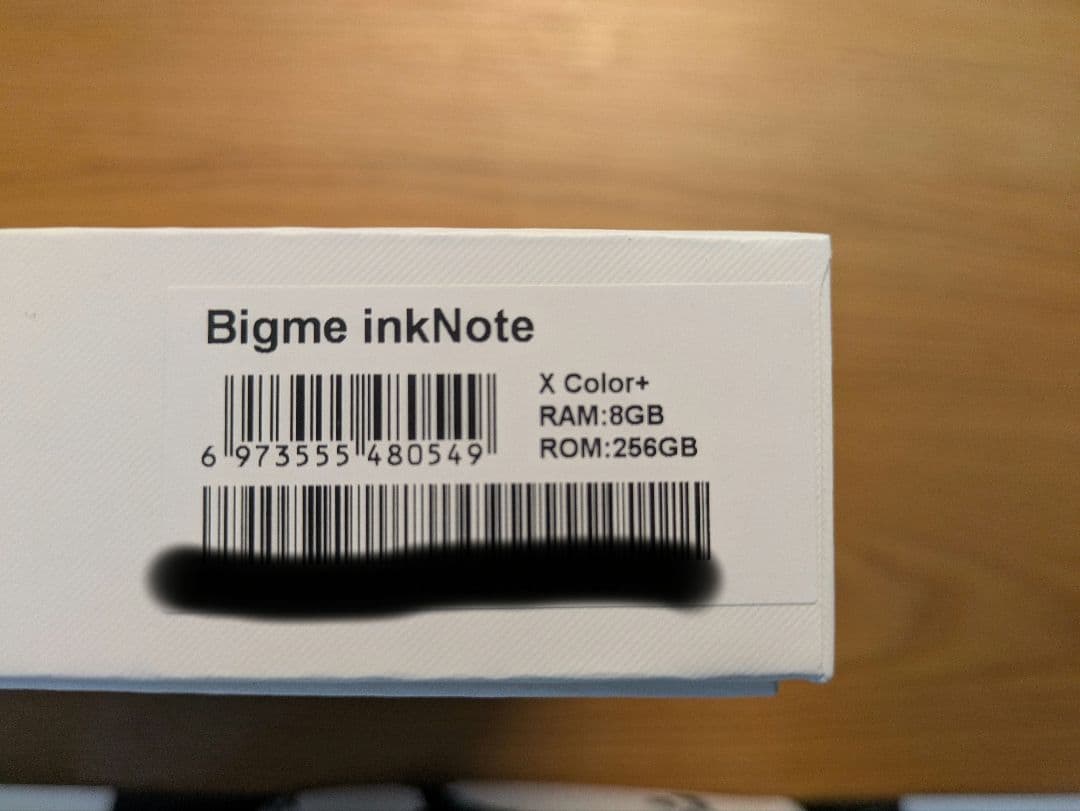 Bigme inkNote
X Color+
RAM:8GB
ROM:256GB
6 973555 480549